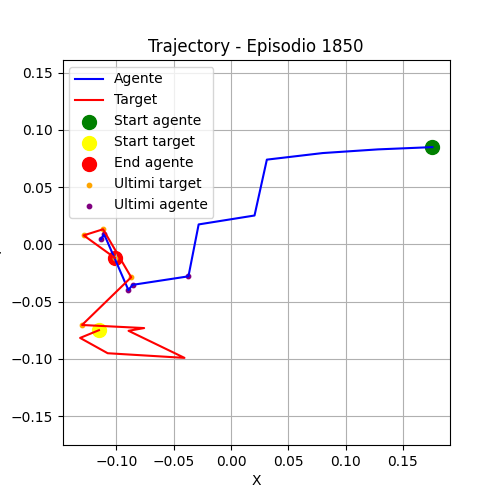 Trajectory - Episodio 1850
Agente
Target
Start agente
Start target
End agente
Ultimi target
Ultimi agente
0.15
0.10
0.05
0.00
−0.05
−0.10
−0.15
−0.10 −0.05 0.00 0.05 0.10 0.15
X